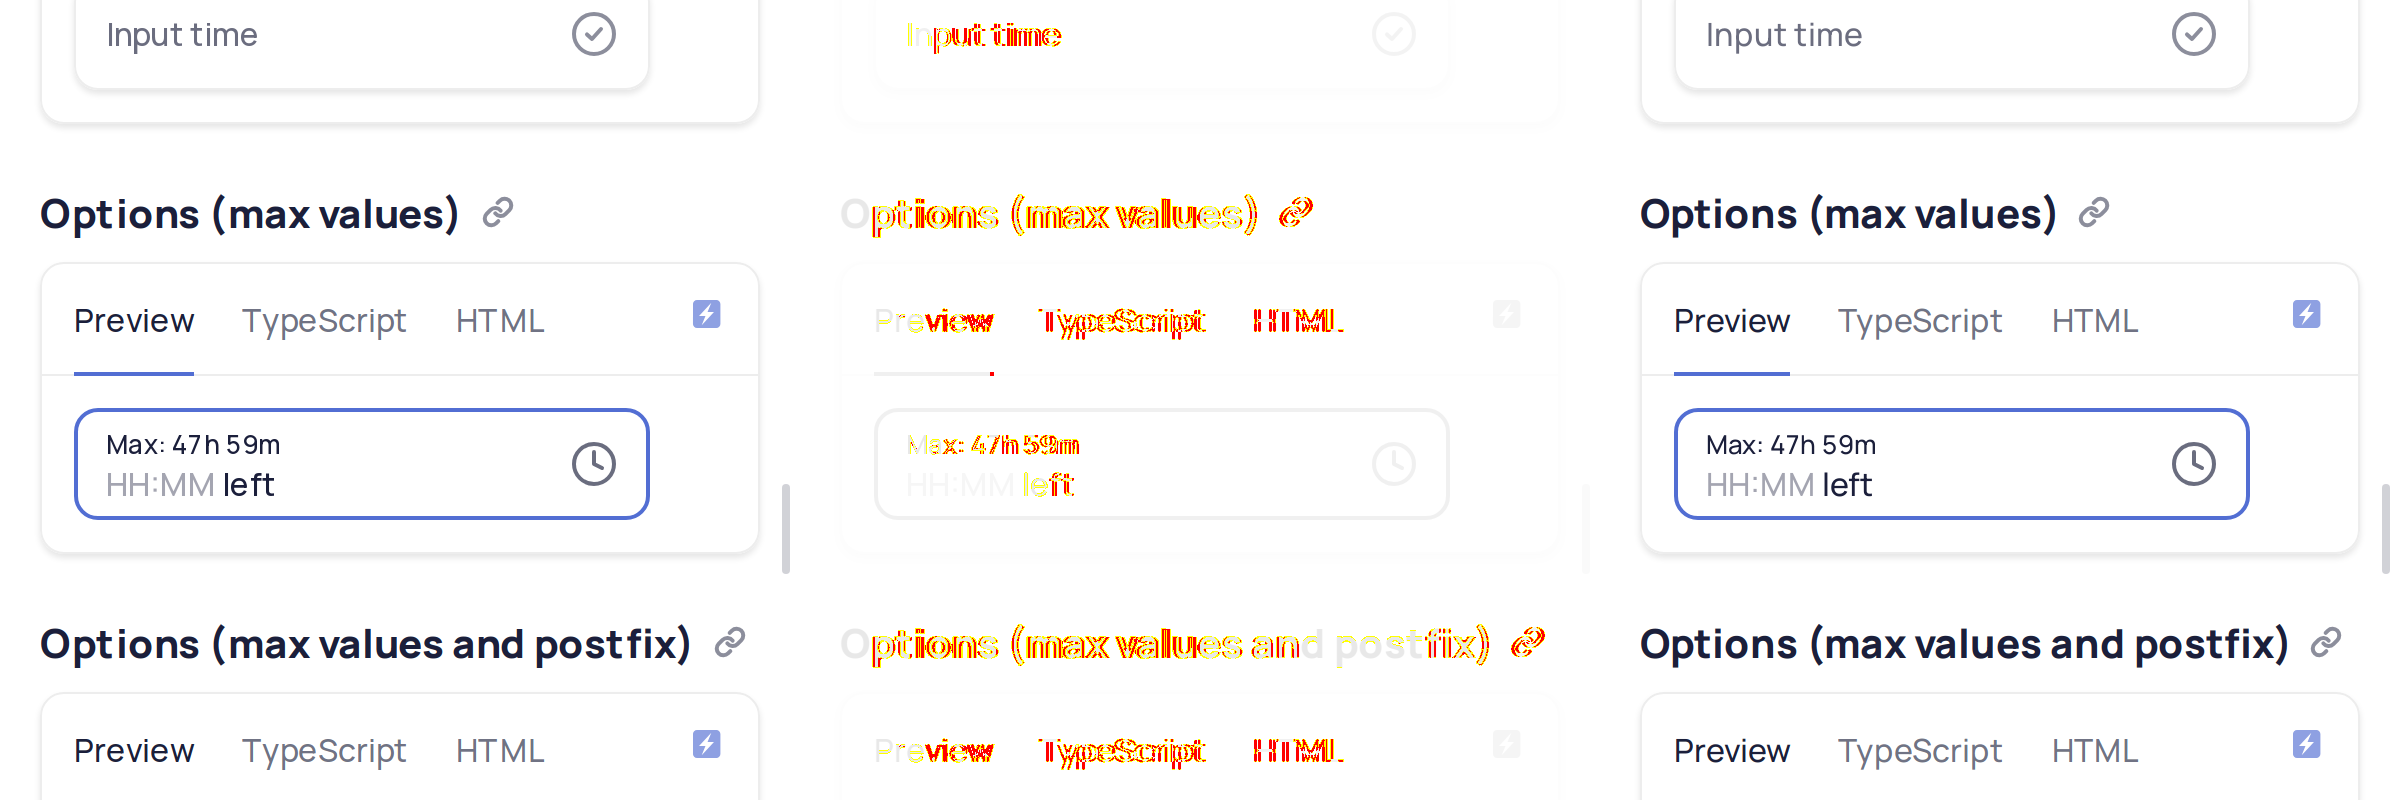 Input time
Options (max values)
Preview TypeScript HTML
Max: 47h 59m
HH:MM left
Options (max values and postfix)
Preview TypeScript HTML
Input time
Options (max values)
Preview TypeScript HTML
Max: 47h 59m
HH:MM left
Options (max values and postfix)
Preview TypeScript HTML
Input time
Options (max values)
Preview TypeScript HTML
Max: 47h 59m
HH:MM left
Options (max values and postfix)
Preview TypeScript HTML